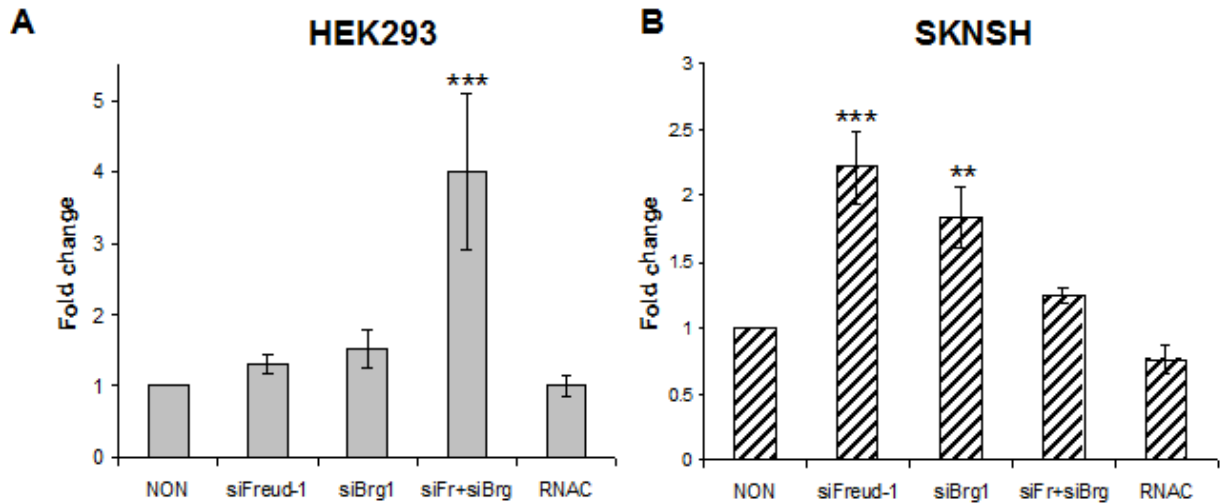 A
HEK293
Fold change
5
4
3
2
1
0
***
NON siFreud-1 siBrg1 siFr+siBrg RNAC
B
SKNSH
Fold change
3
2.5
2
1.5
1
0.5
0
***
**
NON siFreud-1 siBrg1 siFr+siBrg RNAC